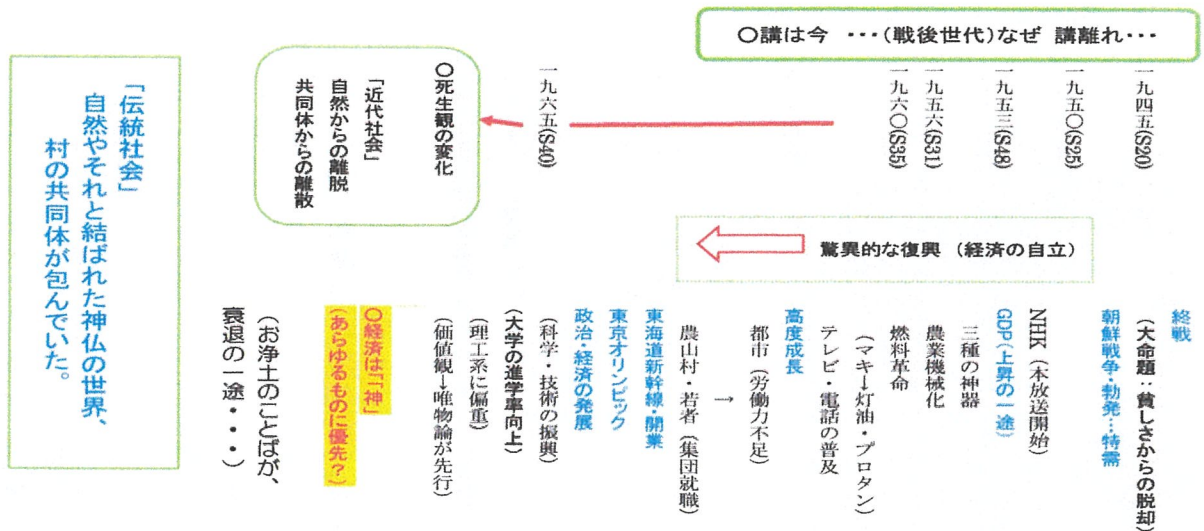 〇講は今　･･･(戦後世代)なぜ 講離れ･･･
一九四五(S20)
一九五〇(S25)
一九五三(S48)
一九五六(S31)
一九六〇(S35)
一九六五(S40)
〇死生観の変化
「近代社会」
自然からの離脱
共同体からの離散
驚異的な復興 （経済の自立）
終戦
（大命題：貧しさからの脱却）
朝鮮戦争・勃発…特需
NHK（本放送開始）
GDP（上昇の一途）
三種の神器
農業機械化
燃料革命
（マキ→灯油・プロタン）
テレビ・電話の普及
高度成長
都市（労働力不足）
→
農山村・若者（集団就職）
東海道新幹線・開業
東京オリンピック
政治・経済の発展
（科学・技術の振興）
（大学の進学率向上）
（理工系に偏重）
（価値観→唯物論が先行）
〇経済は「「神」
（あらゆるものに優先？）
（お浄土のことばが、
衰退の一途・・・）
「伝統社会」
自然やそれと結ばれた神仏の世界、
村の共同体が包んでいた。